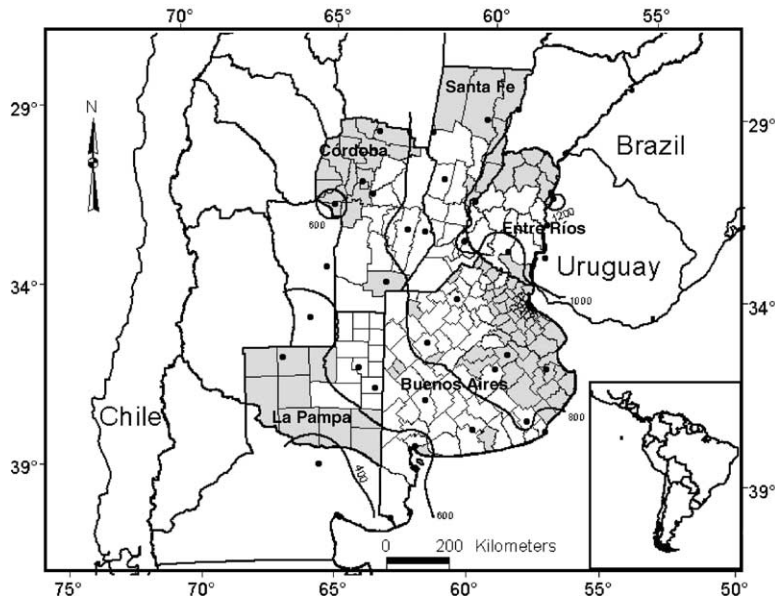 70° 65° 60° 55°
29° 29°
N
Santa Fe
Brazil
Córdoba
1200
600
Entre Ríos
Uruguay
34° 1000 34°
Buenos Aires
Chile
La Pampa
800
39° 400 39°
600
0 200 Kilometers
75° 70° 65° 60° 55° 50°